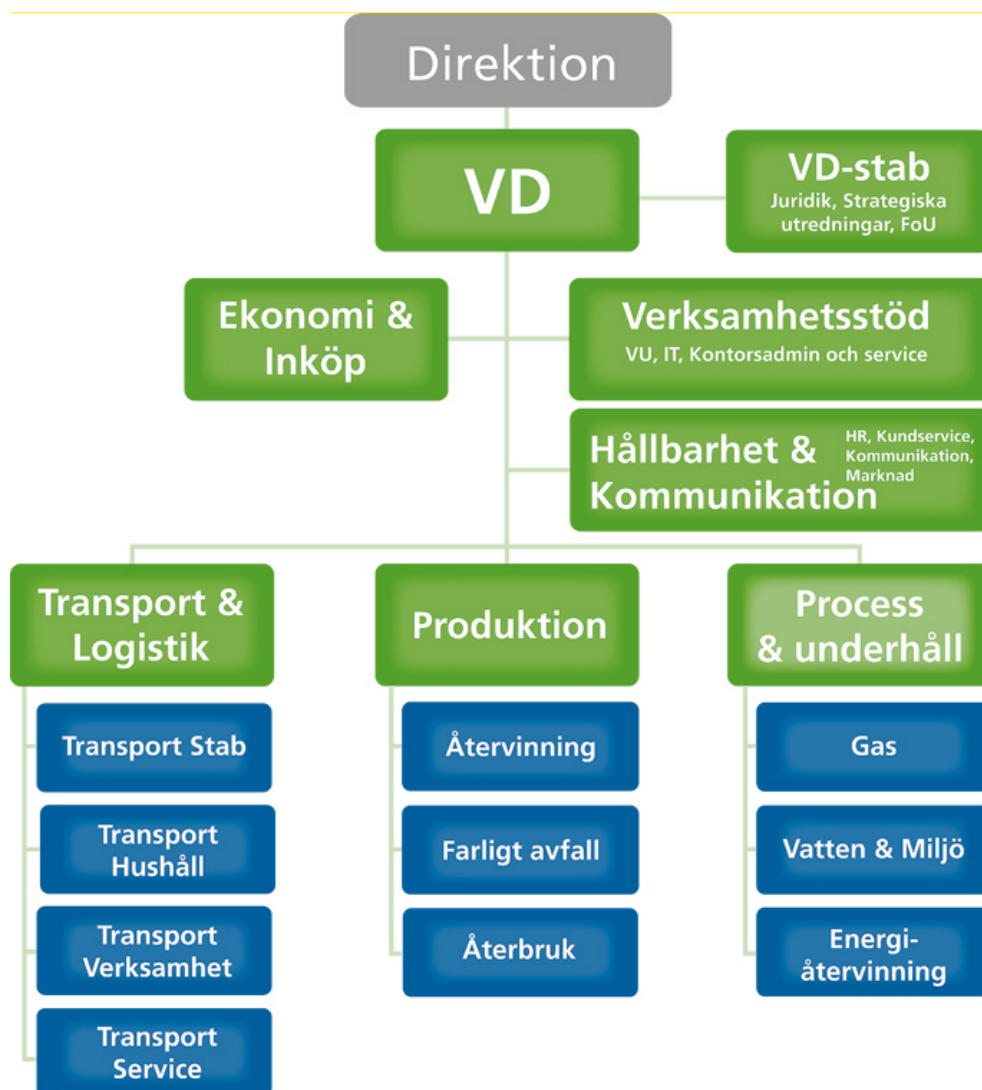 Direktion
VD
VD-stab
Juridik, Strategiska
utredningar, FoU
Ekonomi &
Inköp
Verksamhetsstöd
VU, IT, Kontorsadmin och service
Hållbarhet &
Kommunikation
HR, Kundservice,
Kommunikation,
Marknad
Transport &
Logistik
Transport Stab
Transport
Hushåll
Transport
Verksamhet
Transport
Service
Produktion
Återvinning
Farligt avfall
Återbruk
Process
& underhåll
Gas
Vatten & Miljö
Energi-
återvinning